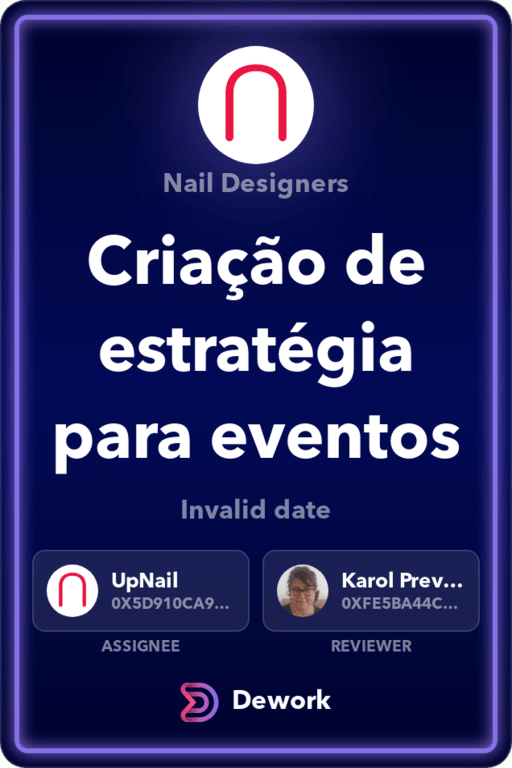 Nail Designers
Criação de
estratégia
para eventos
Invalid date
UpNail
0X5D910CA9...
ASSIGNEE
Karol Prev...
0XFE5BA44C...
REVIEWER
Dework